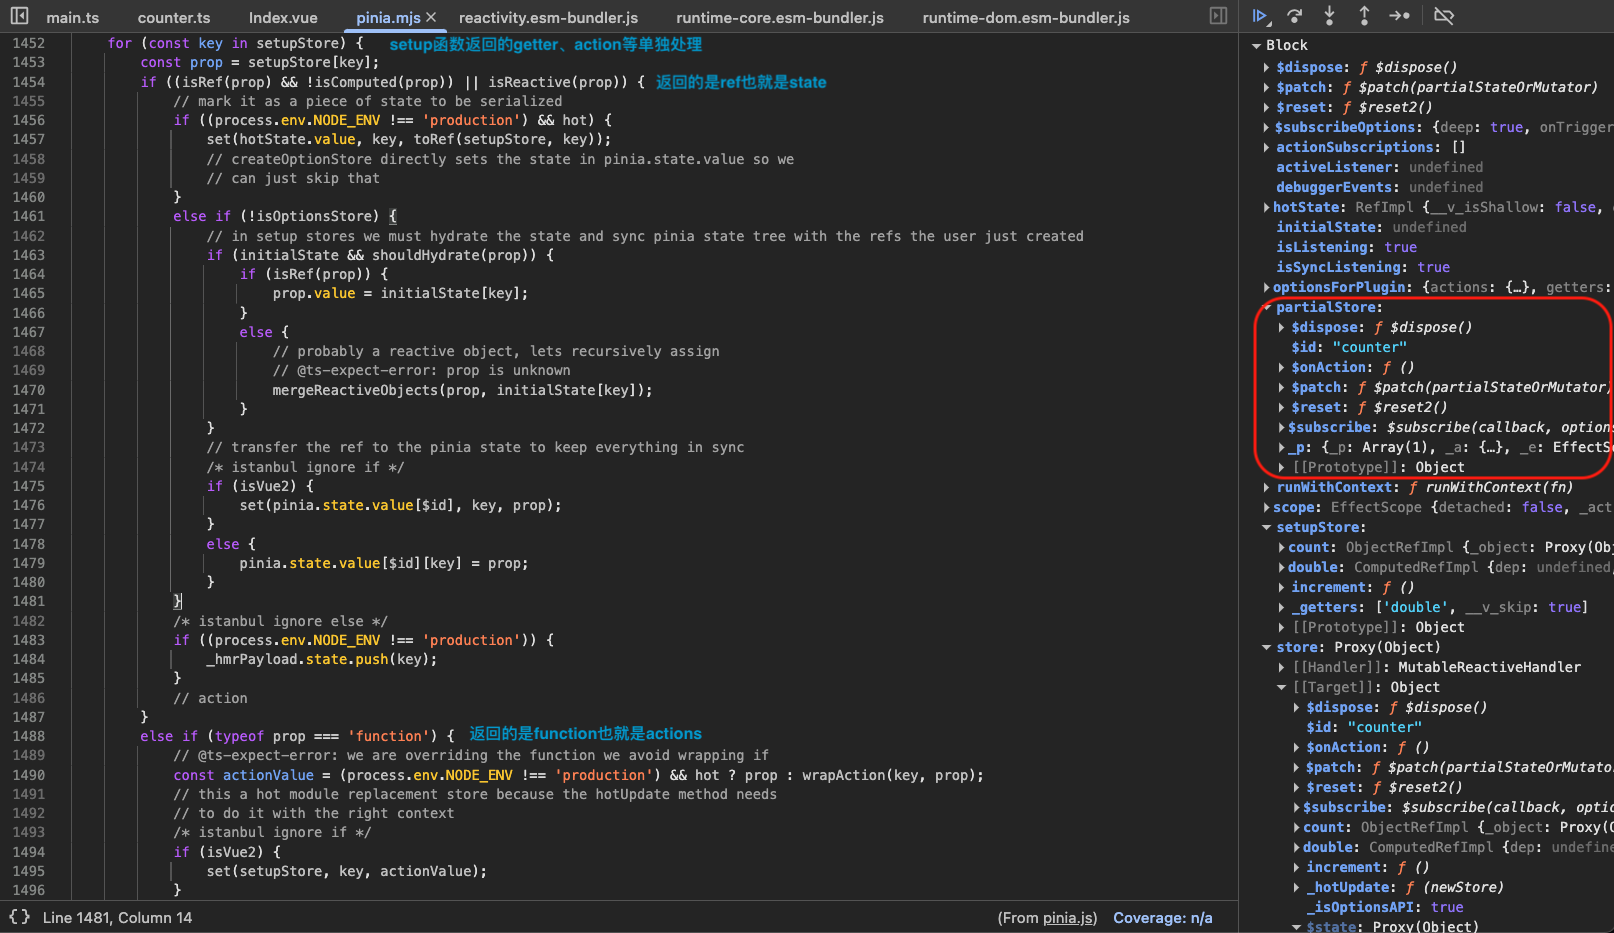 main.ts
counter.ts
Index.vue
pinia.mjs ×
reactivity.esm-bundler.js
runtime-core.esm-bundler.js
runtime-dom.esm-bundler.js
1452 for (const key in setupStore) { setup函数返回的getter、action等单独处理
1453 const prop = setupStore[key];
1454 if ((isRef(prop) && !isComputed(prop)) || isReactive(prop)) { 返回的是ref也就是state
1455 // mark it as a piece of state to be serialized
1456 if ((process.env.NODE_ENV !== 'production') && hot) {
1457 set(hotState.value, key, toRef(setupStore, key));
1458 // createOptionStore directly sets the state in pinia.state.value so we
1459 // can just skip that
1460 }
1461 else if (!isOptionsStore) {
1462 // in setup stores we must hydrate the state and sync pinia state tree with the refs the user just created
1463 if (initialState && shouldHydrate(prop)) {
1464 if (isRef(prop)) {
1465 prop.value = initialState[key];
1466 }
1467 else {
1468 // probably a reactive object, lets recursively assign
1469 // @ts-expect-error: prop is unknown
1470 mergeReactiveObjects(prop, initialState[key]);
1471 }
1472 }
1473 // transfer the ref to the pinia state to keep everything in sync
1474 /* istanbul ignore if */
1475 if (isVue2) {
1476 set(pinia.state.value[$id], key, prop);
1477 }
1478 else {
1479 pinia.state.value[$id][key] = prop;
1480 }
1481 }
1482 /* istanbul ignore else */
1483 if ((process.env.NODE_ENV !== 'production')) {
1484 _hmrPayload.state.push(key);
1485 }
1486 // action
1487 }
1488 else if (typeof prop === 'function') { 返回的是function也就是actions
1489 // @ts-expect-error: we are overriding the function we avoid wrapping if
1490 const actionValue = (process.env.NODE_ENV !== 'production') && hot ? prop : wrapAction(key, prop);
1491 // this a hot module replacement store because the hotUpdate method needs
1492 // to do it with the right context
1493 /* istanbul ignore if */
1494 if (isVue2) {
1495 set(setupStore, key, actionValue);
1496 }
{} Line 1481, Column 14
(From pinia.js) Coverage: n/a
Block
$dispose: ƒ $dispose()
$patch: ƒ $patch(partialStateOrMutator)
$reset: ƒ $reset2()
$subscribeOptions: {deep: true, onTrigger
actionSubscriptions: []
activeListener: undefined
debuggerEvents: undefined
hotState: RefImpl {__v_isShallow: false,
initialState: undefined
isListening: true
isSyncListening: true
optionsForPlugin: {actions: {…}, getters:
partialStore:
$dispose: ƒ $dispose()
$id: "counter"
$onAction: ƒ ()
$patch: ƒ $patch(partialStateOrMutator)
$reset: ƒ $reset2()
$subscribe: $subscribe(callback, option
_p: {_p: Array(1), _a: {…}, _e: EffectS
[[Prototype]]: Object
runWithContext: ƒ runWithContext(fn)
scope: EffectScope {detached: false, _act
setupStore:
count: ObjectRefImpl {_object: Proxy(Obj
double: ComputedRefImpl {dep: undefined,
increment: ƒ ()
_getters: ['double', __v_skip: true]
[[Prototype]]: Object
store: Proxy(Object)
[[Handler]]: MutableReactiveHandler
[[Target]]: Object
$dispose: ƒ $dispose()
$id: "counter"
$onAction: ƒ ()
$patch: ƒ $patch(partialStateOrMutato
$reset: ƒ $reset2()
$subscribe: $subscribe(callback, optio
count: ObjectRefImpl {_object: Proxy(O
double: ComputedRefImpl {dep: undefine
increment: ƒ ()
_hotUpdate: ƒ (newStore)
_isOptionsAPI: true
$state: Proxy(Object)